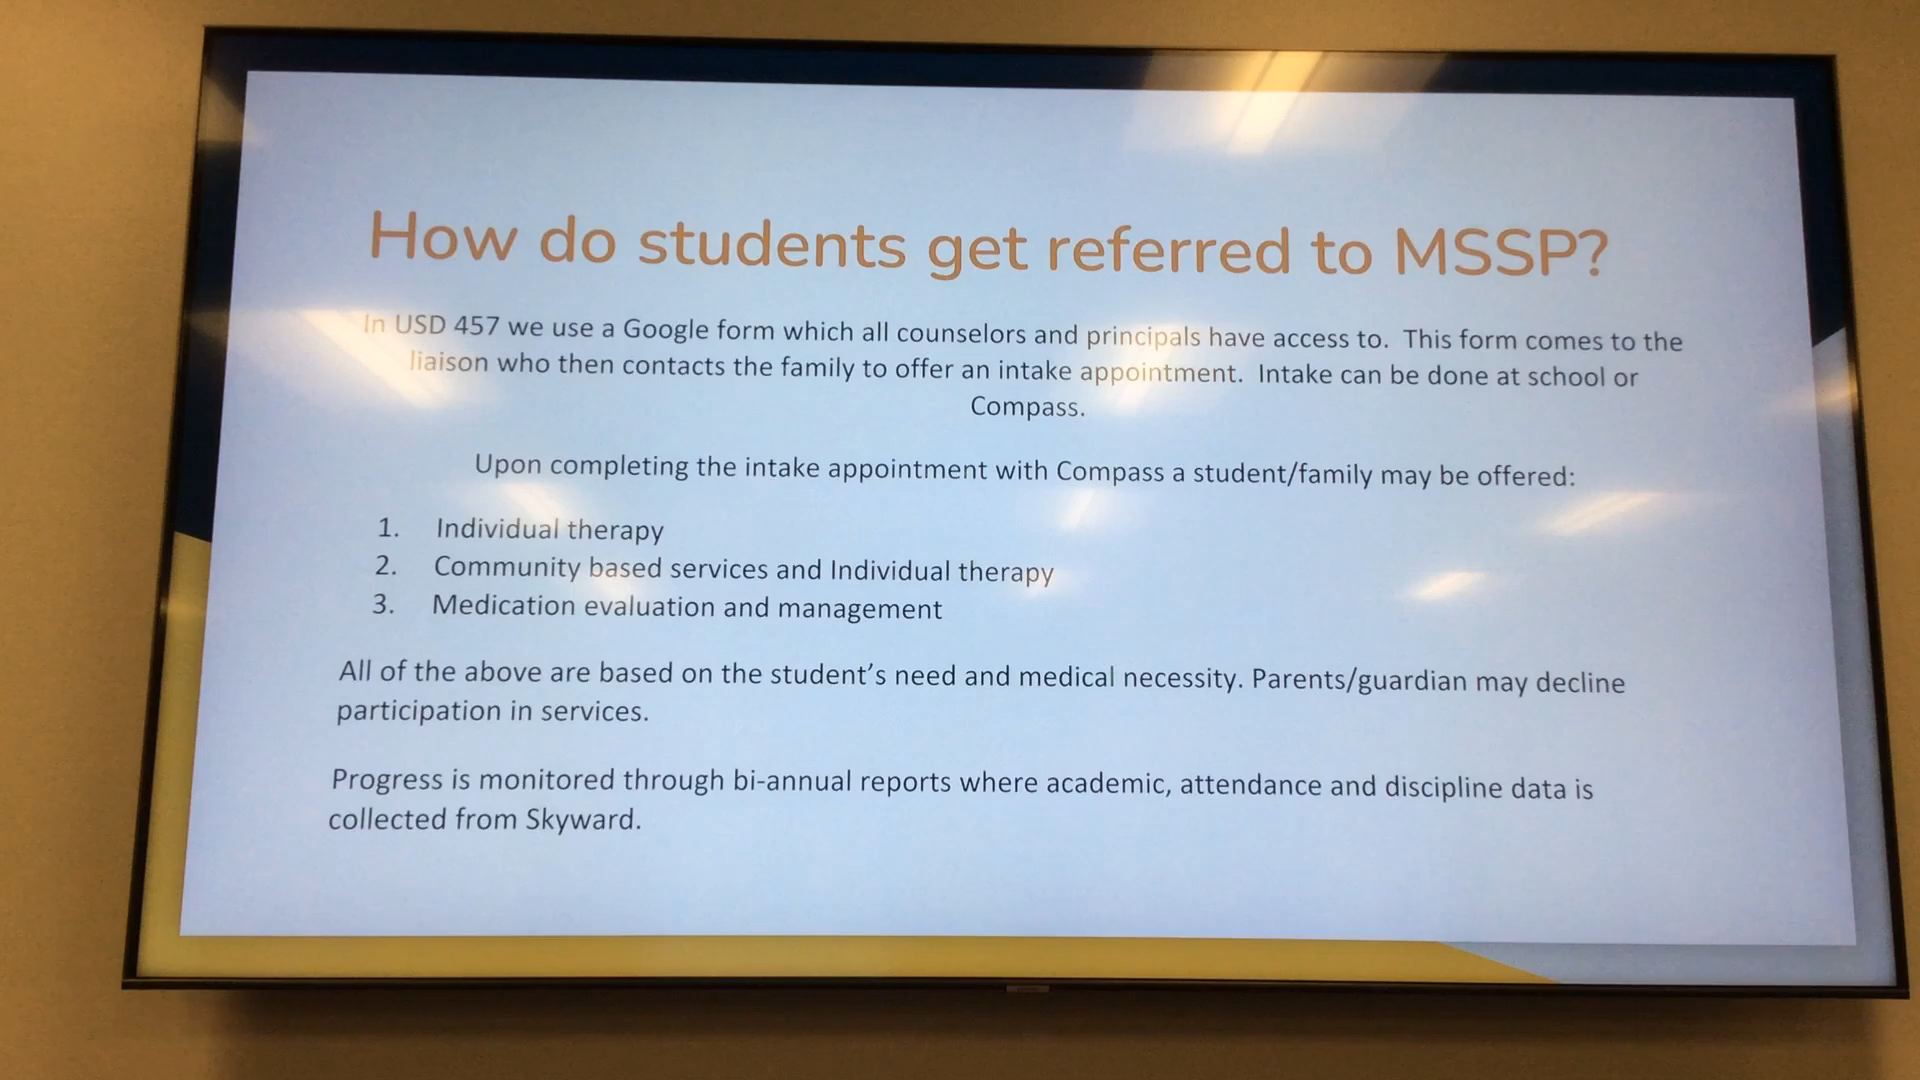 How do students get referred to MSSP?
In USD 457 we use a Google form which all counselors and principals have access to. This form comes to the
liaison who then contacts the family to offer an intake appointment. Intake can be done at school or
Compass.
Upon completing the intake appointment with Compass a student/family may be offered:
1. Individual therapy
2. Community based services and Individual therapy
3. Medication evaluation and management
All of the above are based on the student's need and medical necessity. Parents/guardian may decline
participation in services.
Progress is monitored through bi-annual reports where academic, attendance and discipline data is
collected from Skyward.